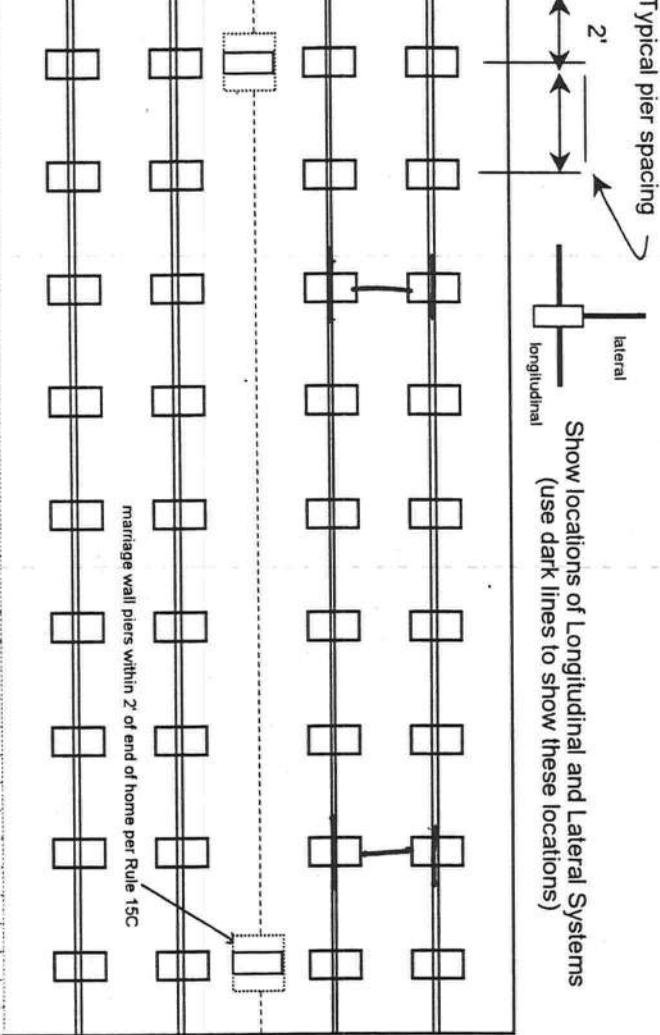 Typical pier spacing
2'
lateral
longitudinal
Show locations of Longitudinal and Lateral Systems
(use dark lines to show these locations)
marriage wall piers within 2' of end of home per Rule 15C